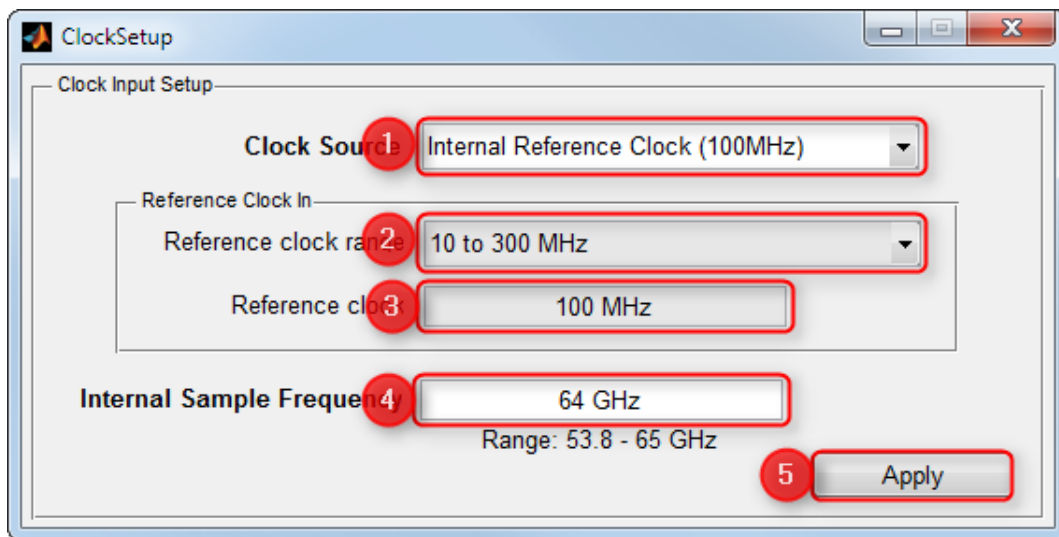 ClockSetup
Clock Input Setup
Clock Source 1 Internal Reference Clock (100MHz)
Reference Clock In
Reference clock range 2 10 to 300 MHz
Reference clock 3 100 MHz
Internal Sample Frequency 4 64 GHz
Range: 53.8 - 65 GHz
5 Apply